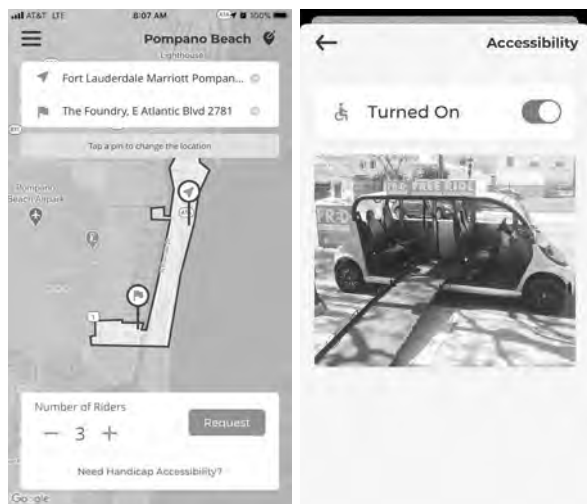 AT&T LTE 8:07 AM 100%
Pompano Beach
Lighthouse
Fort Lauderdale Marriott Pompan...
The Foundry, E Atlantic Blvd 2781
Tap a pin to change the location
Pompano
Beach Airpark
A1A
1
Number of Riders
− 3 +
Request
Need Handicap Accessibility?
Google
Accessibility
Turned On
FREE RIDE